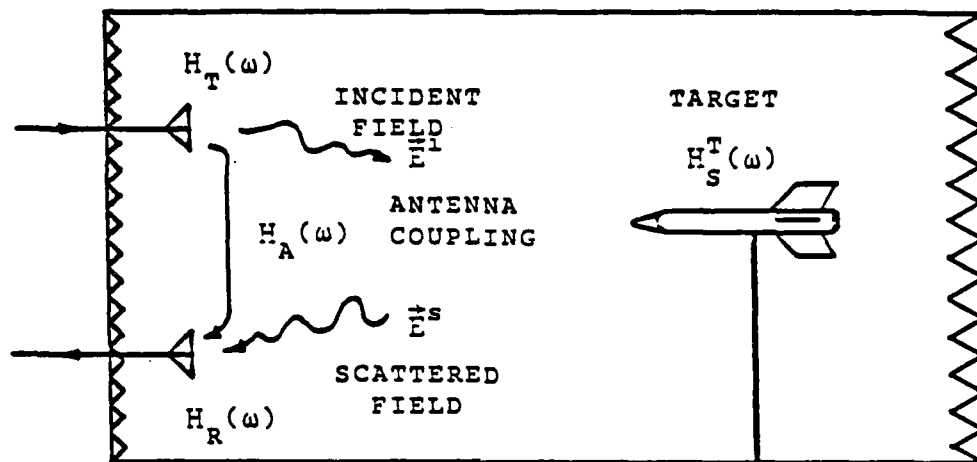 H_T(ω)
INCIDENT
FIELD
E⃗^i
TARGET
H_S^T(ω)
ANTENNA
COUPLING
H_A(ω)
E⃗^s
SCATTERED
FIELD
H_R(ω)